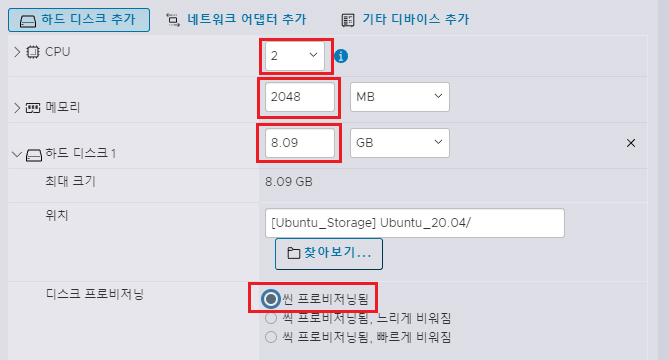 하드 디스크 추가 네트워크 어댑터 추가 기타 디바이스 추가
CPU 2
메모리 2048 MB
하드 디스크 1 8.09 GB
최대 크기 8.09 GB
위치 [Ubuntu_Storage] Ubuntu_20.04/
찾아보기...
디스크 프로비저닝 씬 프로비저닝됨
씩 프로비저닝됨, 느리게 비워짐
씩 프로비저닝됨, 빠르게 비워짐